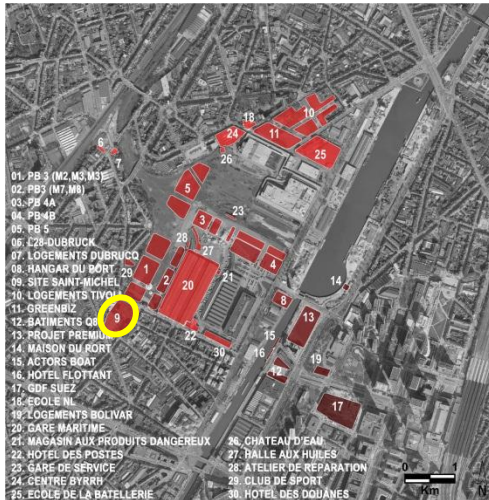 18
10
24
11
26
25
6
7
01. PB 3 (M2,M3,M3)
02. PB3 (M7,M8)
03. PB 4A
04. PB 4B
05. PB 5
06. L28-DUBRUCK
07. LOGEMENTS DUBRUCQ
08. HANGAR DU PORT
09. SITE SAINT-MICHEL
10. LOGEMENTS TIVOLI
11. GREENBIZ
12. BATIMENTS Q8
13. PROJET PREMIUM
14. MAISON DU PORT
15. ACTORS BOAT
16. HOTEL FLOTTANT
17. GDF SUEZ
18. ECOLE NL
19. LOGEMENTS BOLIVAR
20. GARE MARITIME
21. MAGASIN AUX PRODUITS DANGEREUX
22. HOTEL DES POSTES
23. GARE DE SERVICE
24. CENTRE BYRRH
25. ECOLE DE LA BATELLERIE
26. CHATEAU D'EAU
27. HALLE AUX HUILES
28. ATELIER DE REPARATION
29. CLUB DE SPORT
30. HOTEL DES DOUANES
5
23
3
28
27
4
29
1
2
20
21
14
8
9
22
13
30
15
16
12
19
17
0 1
Km
N